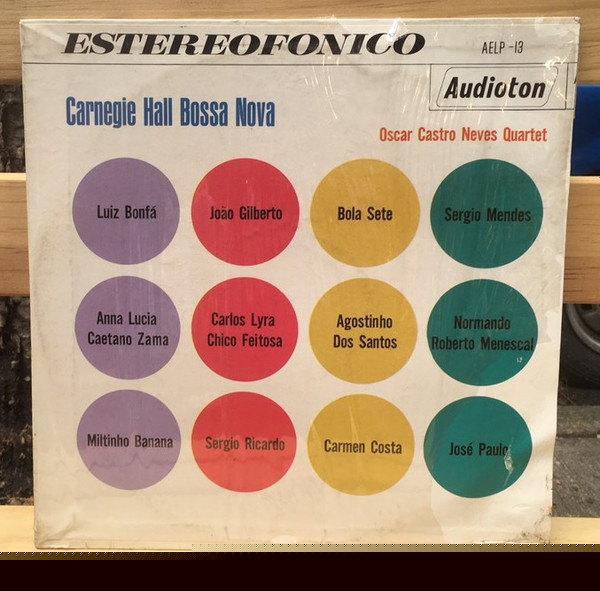 ESTEREOFONICO
AELP -13
Audioton
Carnegie Hall Bossa Nova
Oscar Castro Neves Quartet
Luiz Bonfá
João Gilberto
Bola Sete
Sergio Mendes
Anna Lucia
Caetano Zama
Carlos Lyra
Chico Feitosa
Agostinho
Dos Santos
Normando
Roberto Menescal
LP
Miltinho Banana
Sergio Ricardo
Carmen Costa
José Paulo